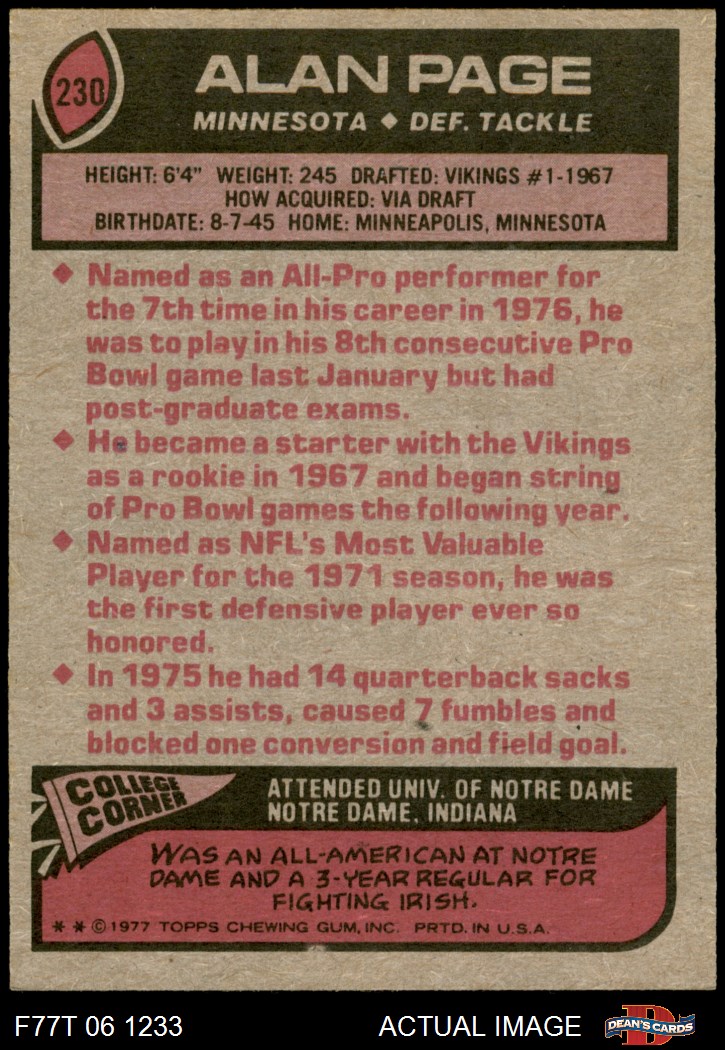 230
ALAN PAGE
MINNESOTA ◆ DEF. TACKLE
HEIGHT: 6'4" WEIGHT: 245 DRAFTED: VIKINGS #1-1967
HOW ACQUIRED: VIA DRAFT
BIRTHDATE: 8-7-45 HOME: MINNEAPOLIS, MINNESOTA
◆ Named as an All-Pro performer for
the 7th time in his career in 1976, he
was to play in his 8th consecutive Pro
Bowl game last January but had
post-graduate exams.
◆ He became a starter with the Vikings
as a rookie in 1967 and began string
of Pro Bowl games the following year.
◆ Named as NFL's Most Valuable
Player for the 1971 season, he was
the first defensive player ever so
honored.
◆ In 1975 he had 14 quarterback sacks
and 3 assists, caused 7 fumbles and
blocked one conversion and field goal.
COLLEGE
CORNER
ATTENDED UNIV. OF NOTRE DAME
NOTRE DAME, INDIANA
WAS AN ALL-AMERICAN AT NOTRE
DAME AND A 3-YEAR REGULAR FOR
FIGHTING IRISH.
* * © 1977 TOPPS CHEWING GUM, INC. PRTD. IN U.S.A.
F77T 06 1233 ACTUAL IMAGE
D
DEAN'S CARDS